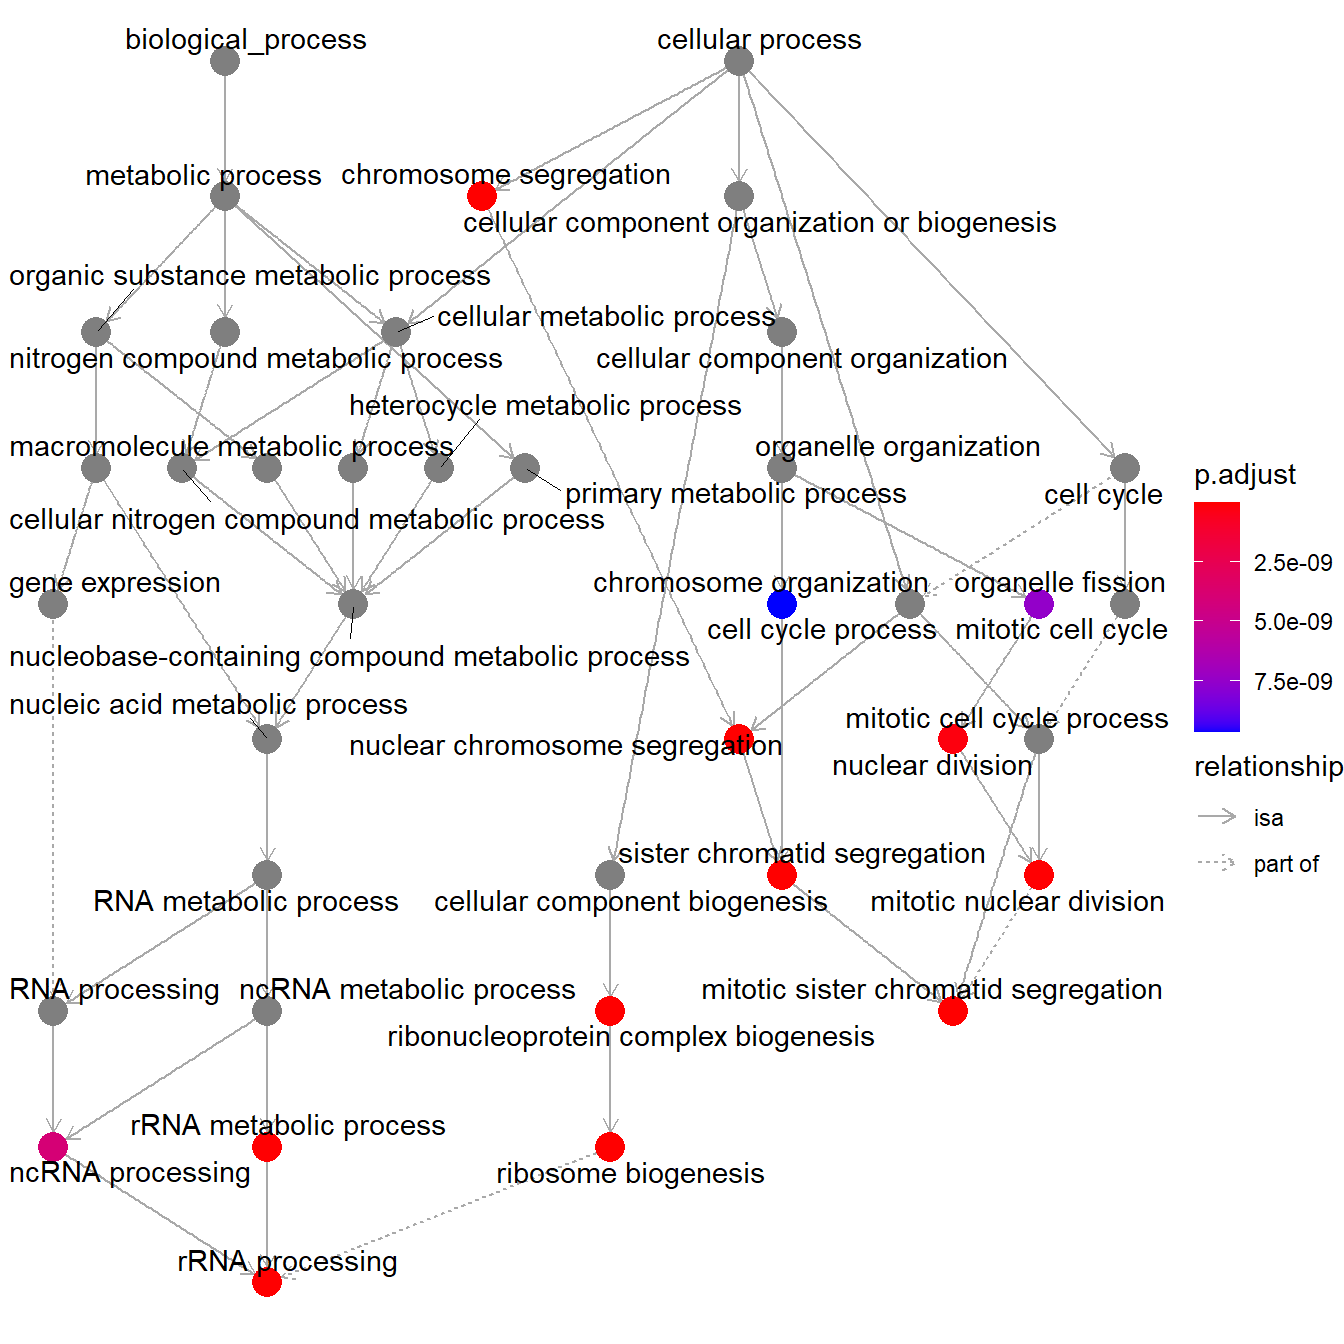 biological_process
cellular process
metabolic process
chromosome segregation
cellular component organization or biogenesis
organic substance metabolic process
cellular metabolic process
nitrogen compound metabolic process
cellular component organization
heterocycle metabolic process
macromolecule metabolic process
organelle organization
p.adjust
primary metabolic process
cell cycle
cellular nitrogen compound metabolic process
2.5e-09
gene expression
chromosome organization
organelle fission
5.0e-09
cell cycle process
mitotic cell cycle
nucleobase-containing compound metabolic process
7.5e-09
nucleic acid metabolic process
mitotic cell cycle process
nuclear chromosome segregation
nuclear division
relationship
isa
sister chromatid segregation
part of
RNA metabolic process
cellular component biogenesis
mitotic nuclear division
RNA processing
ncRNA metabolic process
mitotic sister chromatid segregation
ribonucleoprotein complex biogenesis
rRNA metabolic process
ncRNA processing
ribosome biogenesis
rRNA processing